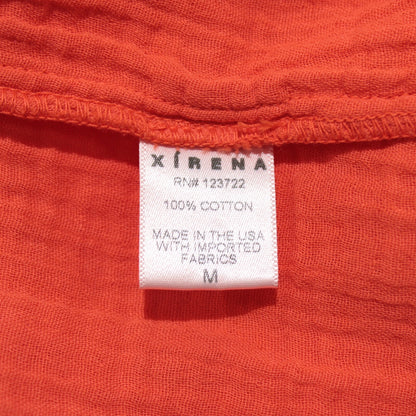 XÍRENA
RN# 123722
100% COTTON
MADE IN THE USA
WITH IMPORTED
FABRICS
M